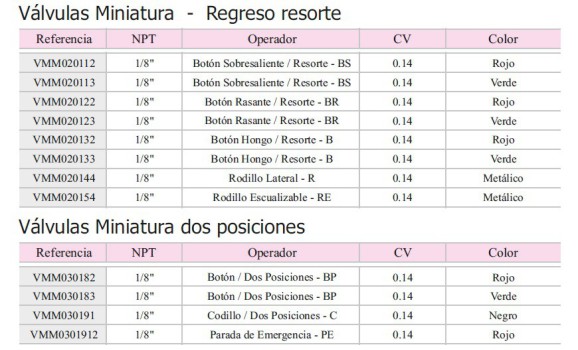 Válvulas Miniatura - Regreso resorte
Referencia NPT Operador CV Color
VMM020112 1/8" Botón Sobresaliente / Resorte - BS 0.14 Rojo
VMM020113 1/8" Botón Sobresaliente / Resorte - BS 0.14 Verde
VMM020122 1/8" Botón Rasante / Resorte - BR 0.14 Rojo
VMM020123 1/8" Botón Rasante / Resorte - BR 0.14 Verde
VMM020132 1/8" Botón Hongo / Resorte - B 0.14 Rojo
VMM020133 1/8" Botón Hongo / Resorte - B 0.14 Verde
VMM020144 1/8" Rodillo Lateral - R 0.14 Metálico
VMM020154 1/8" Rodillo Escualizable - RE 0.14 Metálico
Válvulas Miniatura dos posiciones
Referencia NPT Operador CV Color
VMM030182 1/8" Botón / Dos Posiciones - BP 0.14 Rojo
VMM030183 1/8" Botón / Dos Posiciones - BP 0.14 Verde
VMM030191 1/8" Codillo / Dos Posiciones - C 0.14 Negro
VMM0301912 1/8" Parada de Emergencia - PE 0.14 Rojo